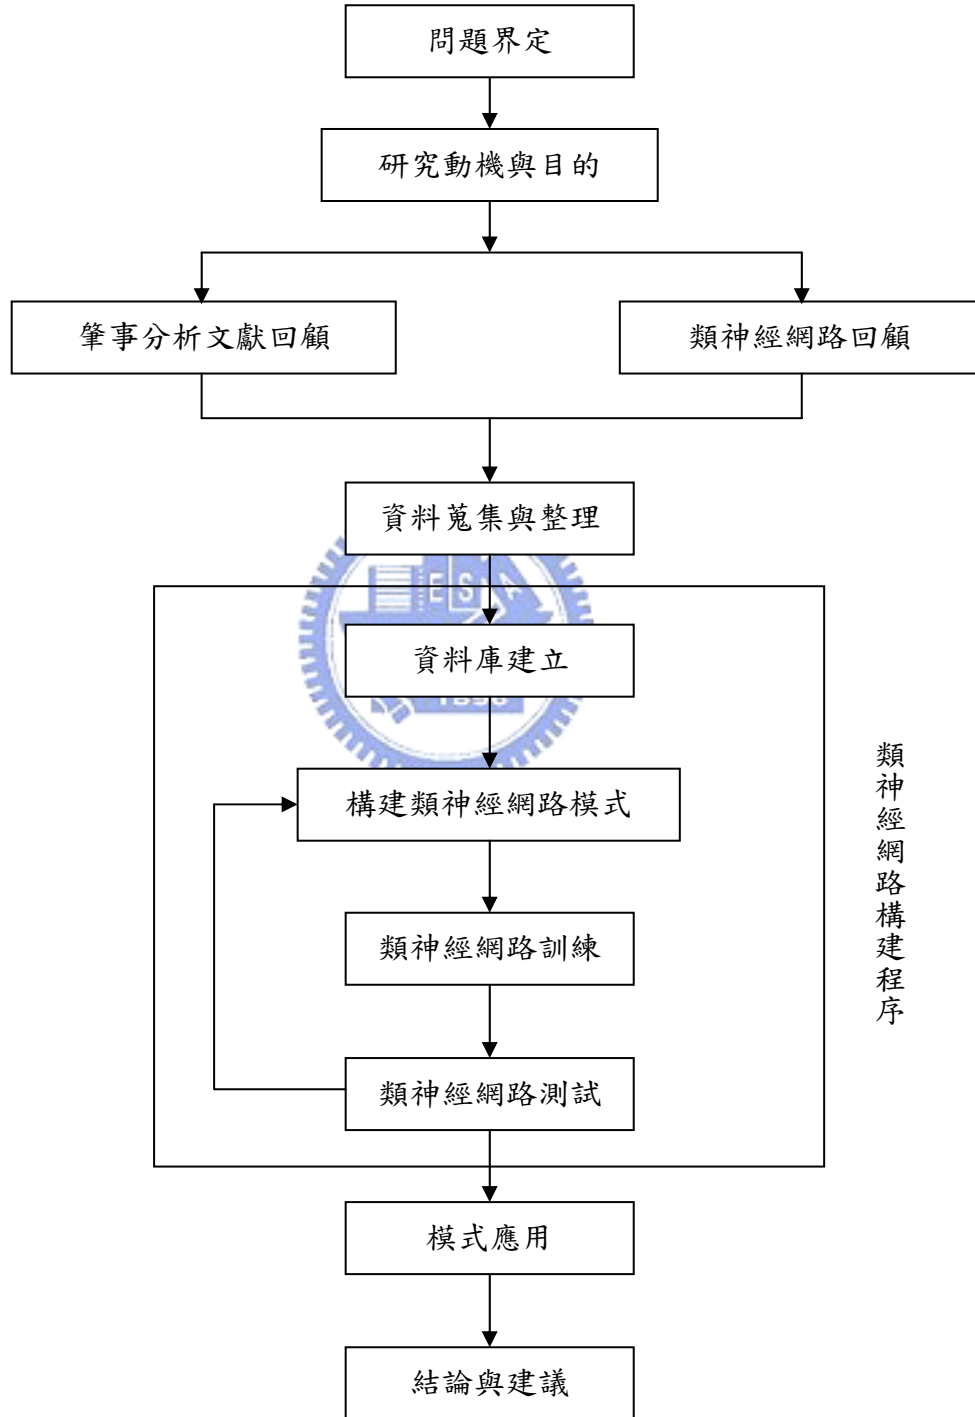 問題界定
研究動機與目的
肇事分析文獻回顧
類神經網路回顧
資料蒐集與整理
E S
資料庫建立
1896
構建類神經網路模式
類神經網路訓練
類神經網路測試
類神經網路構建程序
模式應用
結論與建議